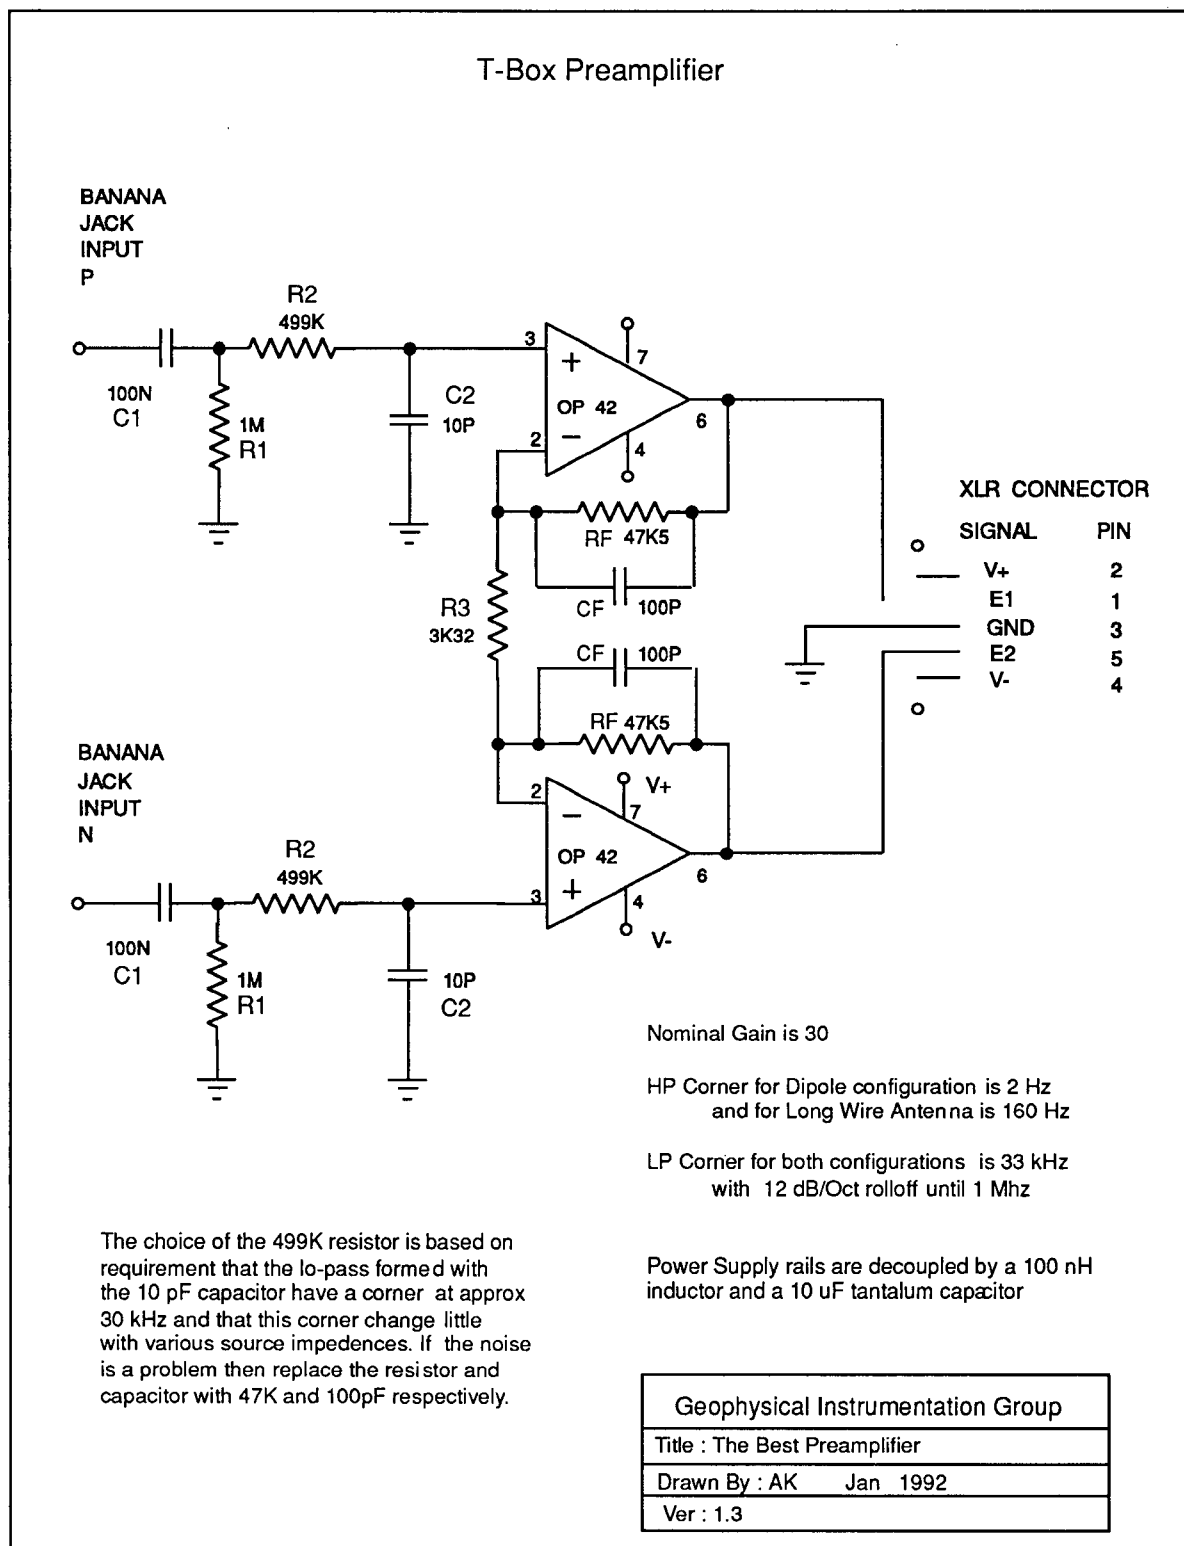 T-Box Preamplifier
BANANA
JACK
INPUT
P
R2
499K
100N
C1
1M
R1
C2
10P
3
+
OP 42
−
2
7
4
6
RF 47K5
CF 100P
R3
3K32
CF 100P
RF 47K5
XLR CONNECTOR
SIGNAL PIN
V+ 2
E1 1
GND 3
E2 5
V- 4
BANANA
JACK
INPUT
N
R2
499K
100N
C1
1M
R1
10P
C2
2
−
OP 42
+
3
V+
7
6
4
V-
Nominal Gain is 30
HP Corner for Dipole configuration is 2 Hz
and for Long Wire Antenna is 160 Hz
LP Corner for both configurations is 33 kHz
with 12 dB/Oct rolloff until 1 Mhz
The choice of the 499K resistor is based on
requirement that the lo-pass formed with
the 10 pF capacitor have a corner at approx
30 kHz and that this corner change little
with various source impedences. If the noise
is a problem then replace the resistor and
capacitor with 47K and 100pF respectively.
Power Supply rails are decoupled by a 100 nH
inductor and a 10 uF tantalum capacitor
Geophysical Instrumentation Group
Title : The Best Preamplifier
Drawn By : AK Jan 1992
Ver : 1.3